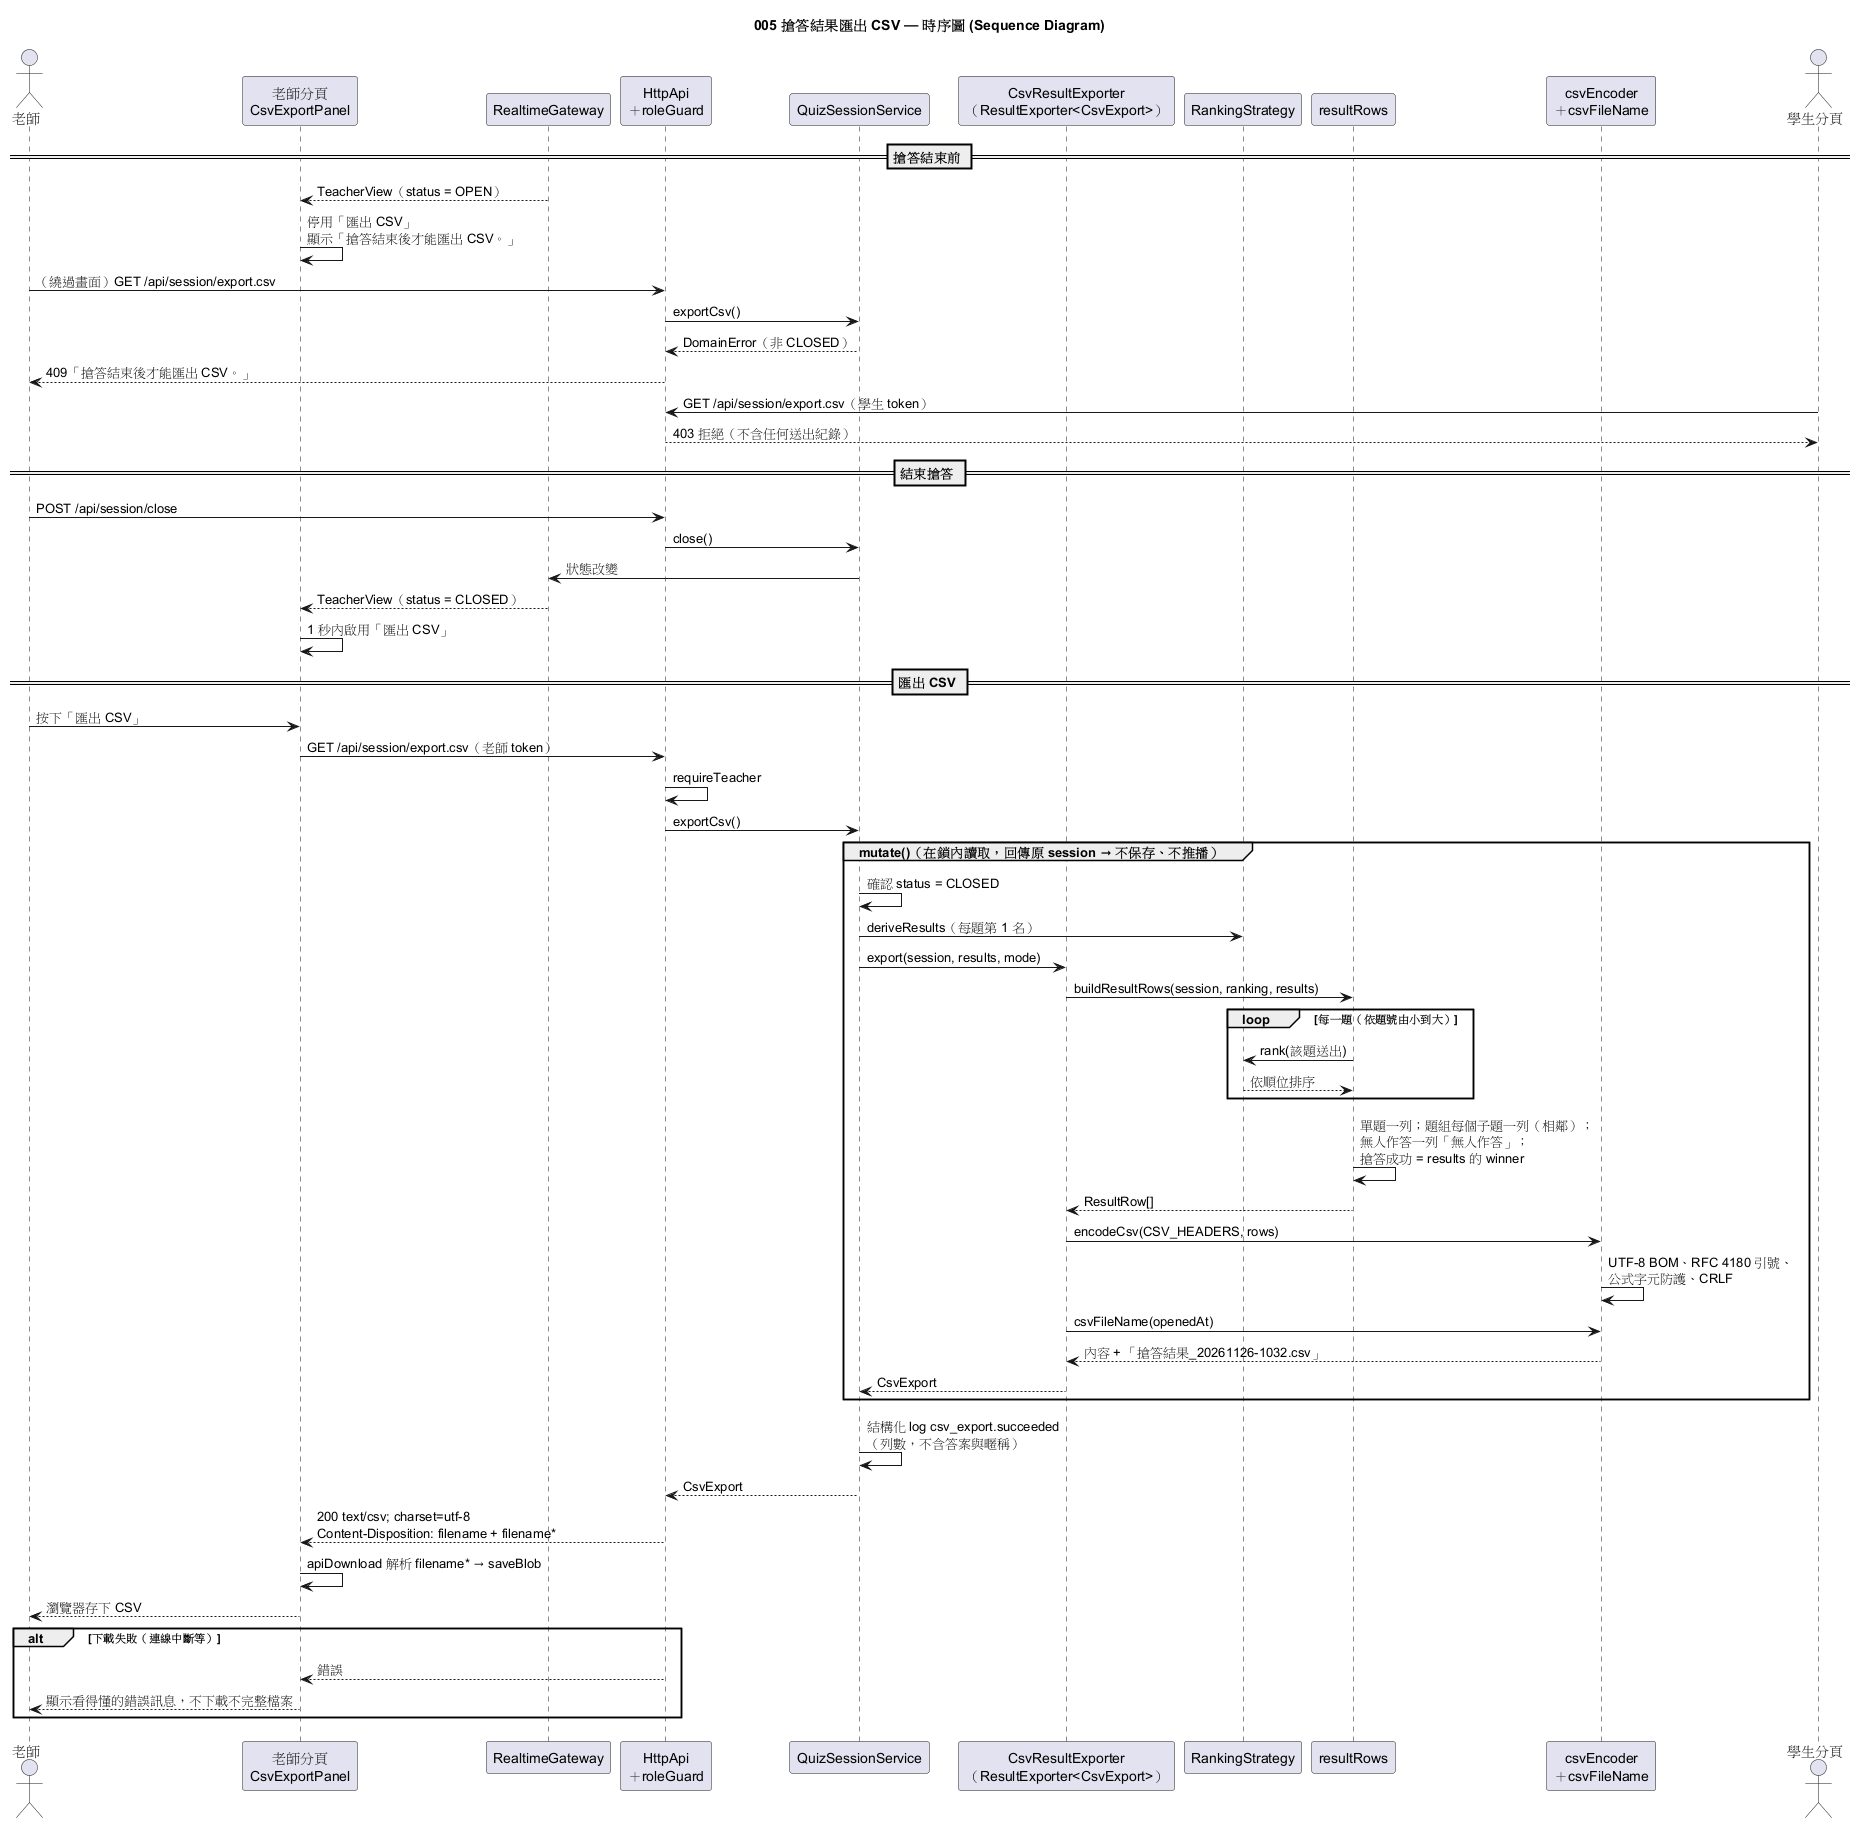 005 搶答結果匯出 CSV — 時序圖 (Sequence Diagram)
老師
老師分頁
CsvExportPanel
RealtimeGateway
HttpApi
＋roleGuard
QuizSessionService
CsvResultExporter
（ResultExporter<CsvExport>）
RankingStrategy
resultRows
csvEncoder
＋csvFileName
學生分頁
搶答結束前
TeacherView（status = OPEN）
停用「匯出 CSV」
顯示「搶答結束後才能匯出 CSV。」
（繞過畫面）GET /api/session/export.csv
exportCsv()
DomainError（非 CLOSED）
409「搶答結束後才能匯出 CSV。」
GET /api/session/export.csv（學生 token）
403 拒絕（不含任何送出紀錄）
結束搶答
POST /api/session/close
close()
狀態改變
TeacherView（status = CLOSED）
1 秒內啟用「匯出 CSV」
匯出 CSV
按下「匯出 CSV」
GET /api/session/export.csv（老師 token）
requireTeacher
exportCsv()
mutate()（在鎖內讀取，回傳原 session → 不保存、不推播）
確認 status = CLOSED
deriveResults（每題第 1 名）
export(session, results, mode)
buildResultRows(session, ranking, results)
loop [每一題（依題號由小到大）]
rank(該題送出)
依順位排序
單題一列；題組每個子題一列（相鄰）；
無人作答一列「無人作答」；
搶答成功 = results 的 winner
ResultRow[]
encodeCsv(CSV_HEADERS, rows)
UTF-8 BOM、RFC 4180 引號、
公式字元防護、CRLF
csvFileName(openedAt)
內容 + 「搶答結果_20261126-1032.csv」
CsvExport
結構化 log csv_export.succeeded
（列數，不含答案與暱稱）
CsvExport
200 text/csv; charset=utf-8
Content-Disposition: filename + filename*
apiDownload 解析 filename* → saveBlob
瀏覽器存下 CSV
alt [下載失敗（連線中斷等）]
錯誤
顯示看得懂的錯誤訊息，不下載不完整檔案
老師
老師分頁
CsvExportPanel
RealtimeGateway
HttpApi
＋roleGuard
QuizSessionService
CsvResultExporter
（ResultExporter<CsvExport>）
RankingStrategy
resultRows
csvEncoder
＋csvFileName
學生分頁